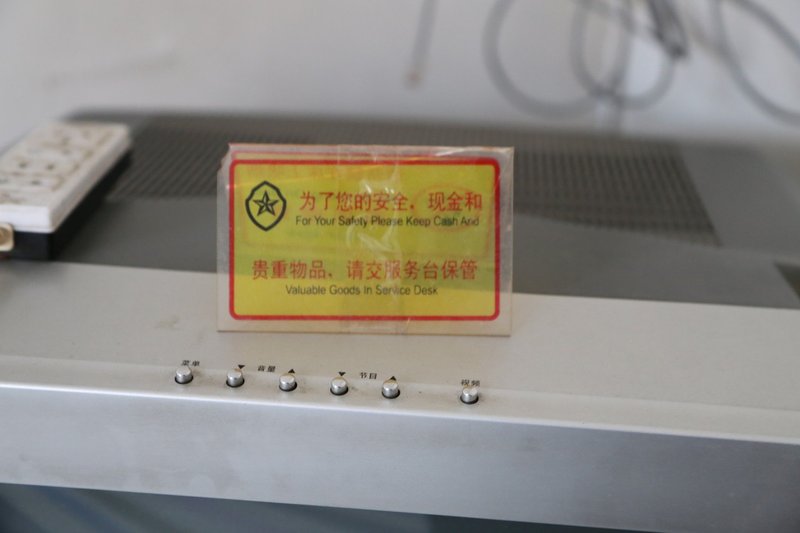 为了您的安全，现金和
For Your Safety Please Keep Cash And
贵重物品，请交服务台保管
Valuable Goods In Service Desk
菜单 ▼ 音量 ▲ ▼ 节目 ▲ 视频